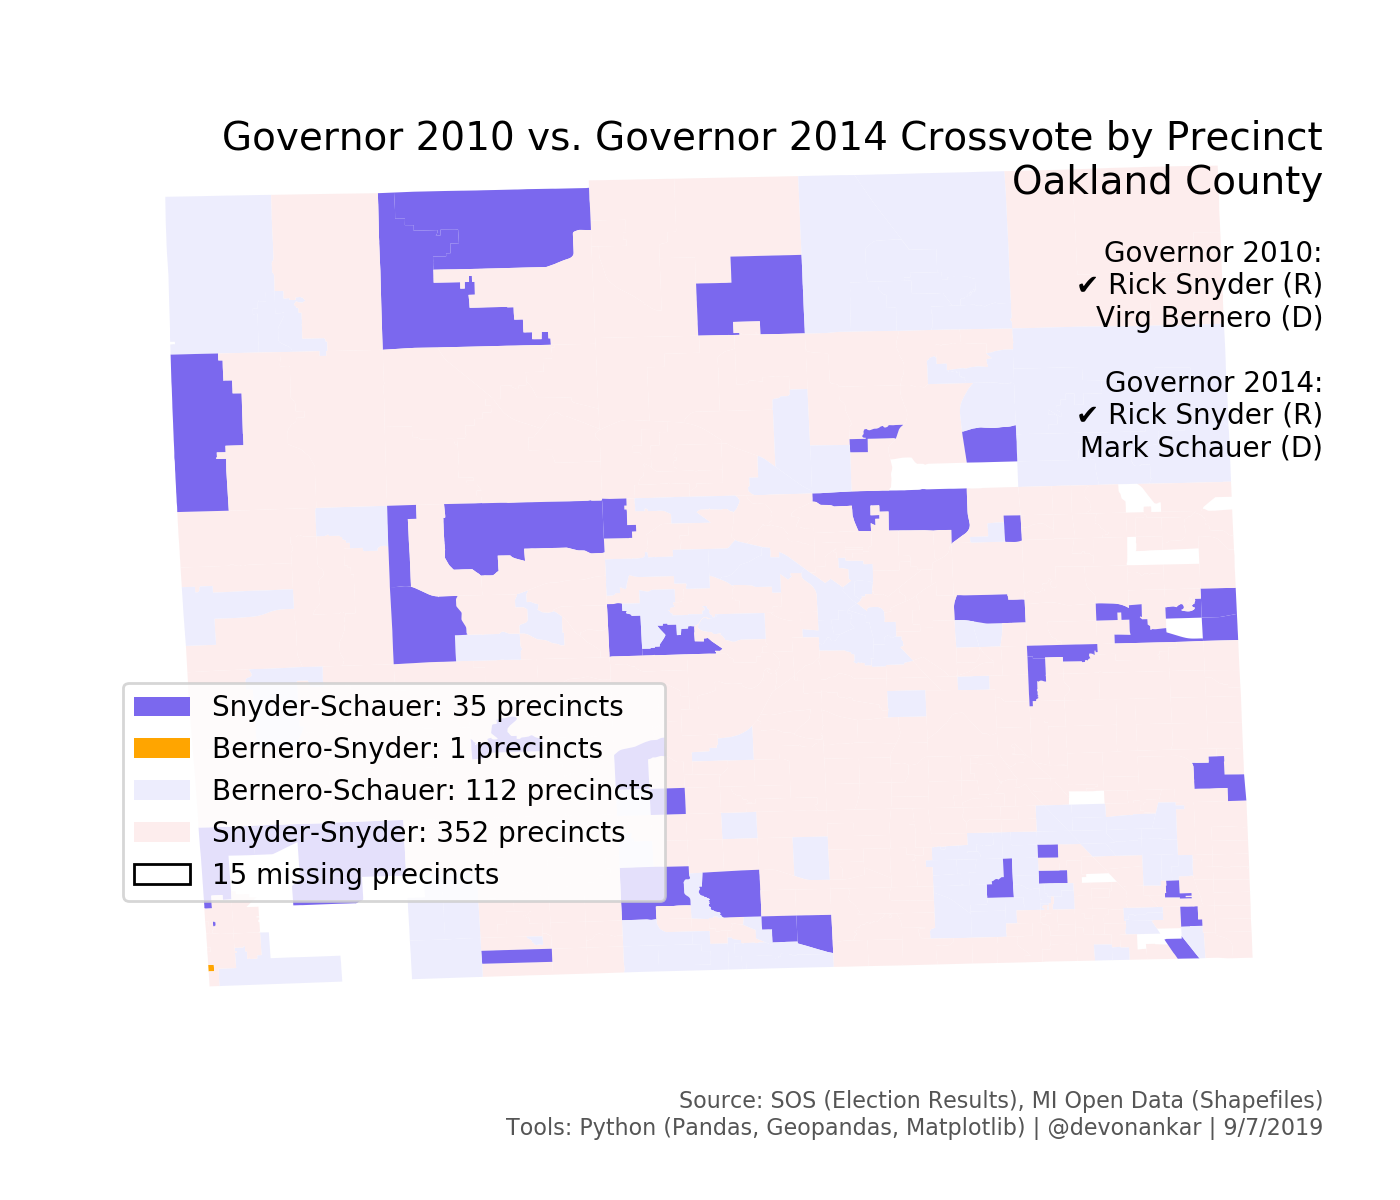 Governor 2010 vs. Governor 2014 Crossvote by Precinct
Oakland County
Governor 2010:
✔ Rick Snyder (R)
Virg Bernero (D)
Governor 2014:
✔ Rick Snyder (R)
Mark Schauer (D)
Snyder-Schauer: 35 precincts
Bernero-Snyder: 1 precincts
Bernero-Schauer: 112 precincts
Snyder-Snyder: 352 precincts
15 missing precincts
Source: SOS (Election Results), MI Open Data (Shapefiles)
Tools: Python (Pandas, Geopandas, Matplotlib) | @devonankar | 9/7/2019